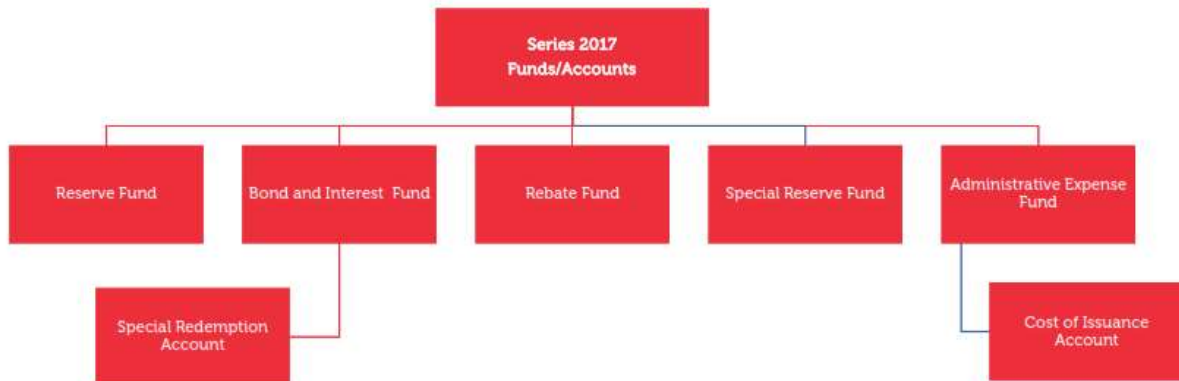 Series 2017
Funds/Accounts
Reserve Fund
Bond and Interest Fund
Rebate Fund
Special Reserve Fund
Administrative Expense
Fund
Special Redemption
Account
Cost of Issuance
Account